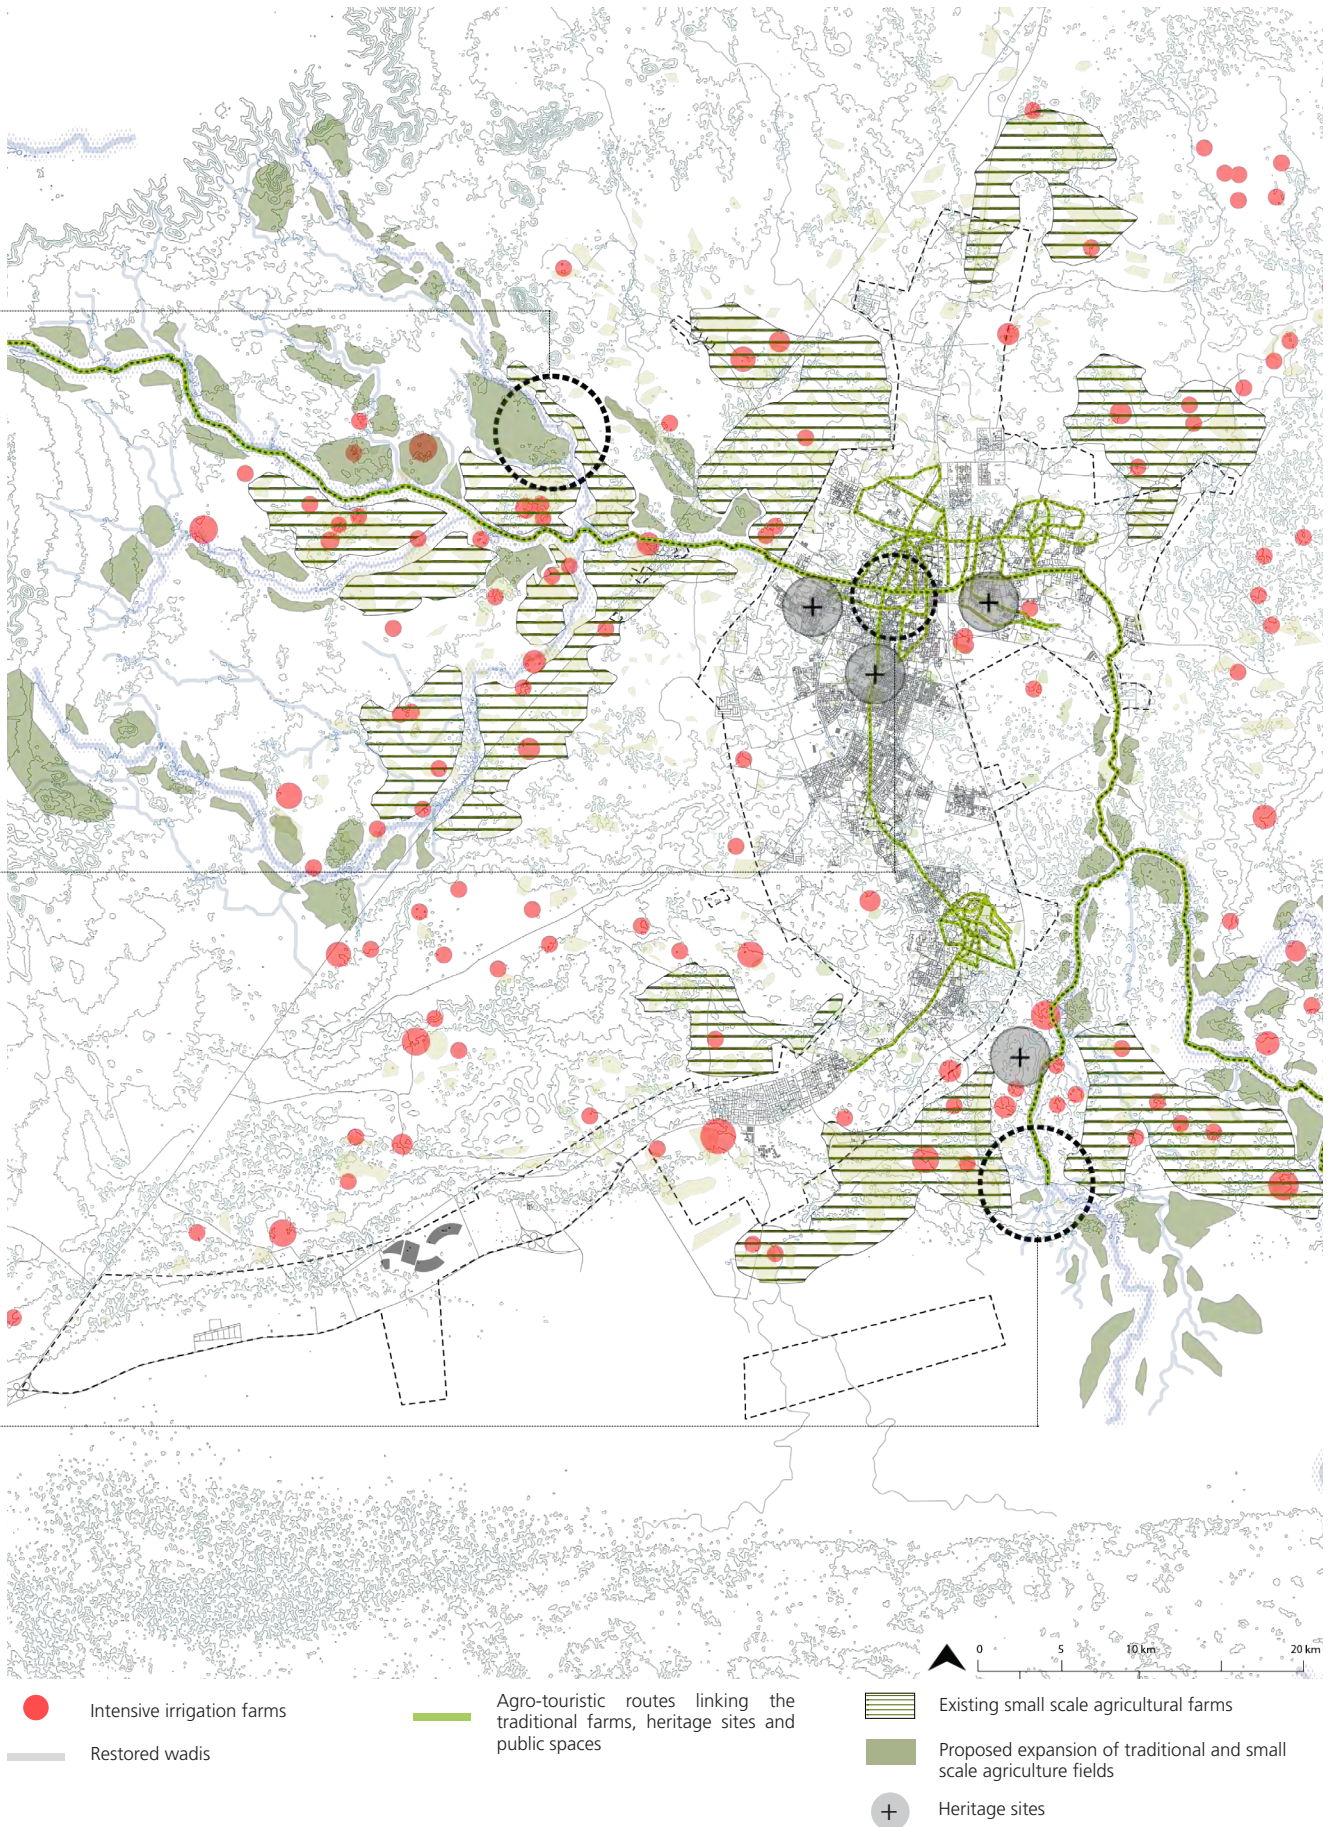 0 5 10 km 20 km
Intensive irrigation farms
Restored wadis
Agro-touristic routes linking the
traditional farms, heritage sites and
public spaces
Existing small scale agricultural farms
Proposed expansion of traditional and small
scale agriculture fields
Heritage sites